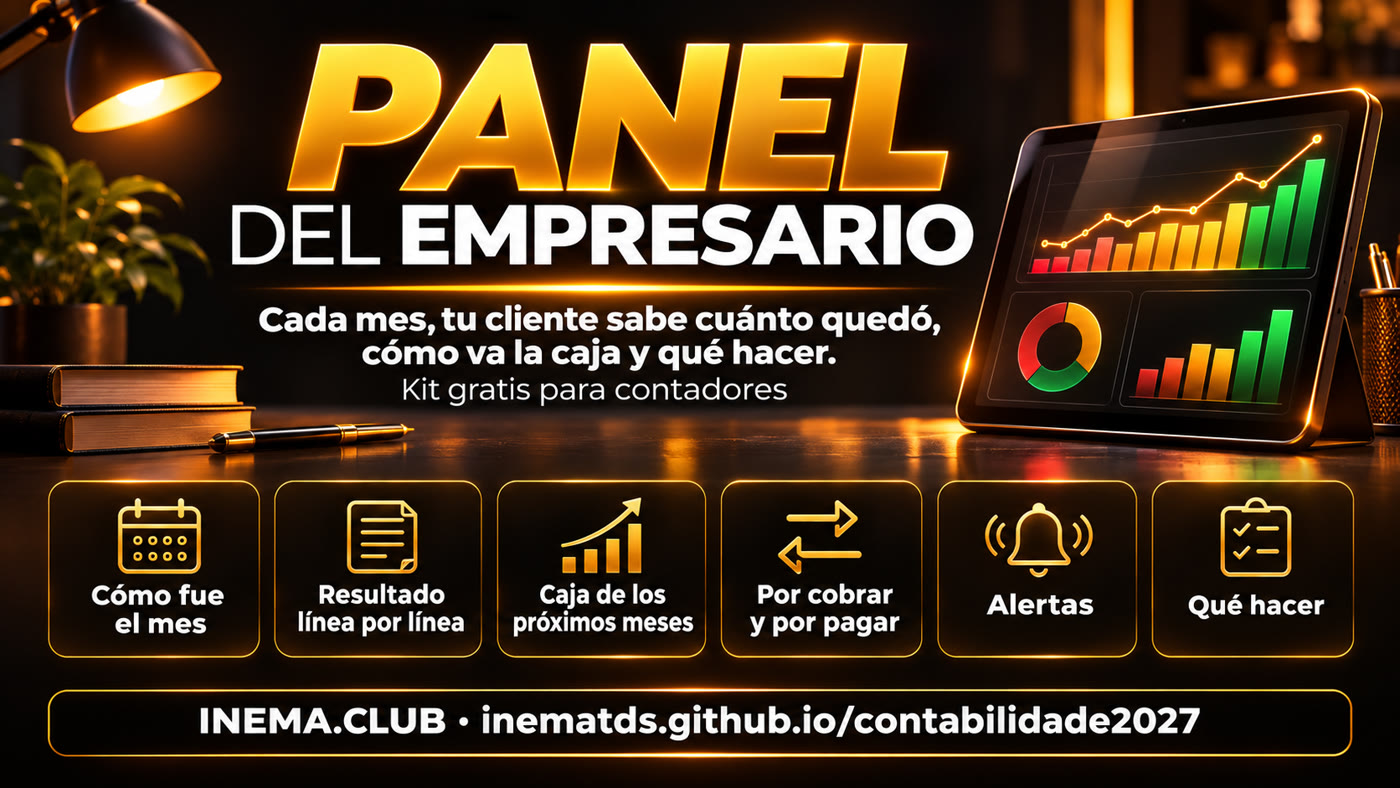 PANEL
DEL EMPRESARIO
Cada mes, tu cliente sabe cuánto quedó,
cómo va la caja y qué hacer.
Kit gratis para contadores
Cómo fue
el mes
Resultado
línea por línea
Caja de los
próximos meses
Por cobrar
y por pagar
Alertas
Qué hacer
INEMA.CLUB · inematds.github.io/contabilidade2027